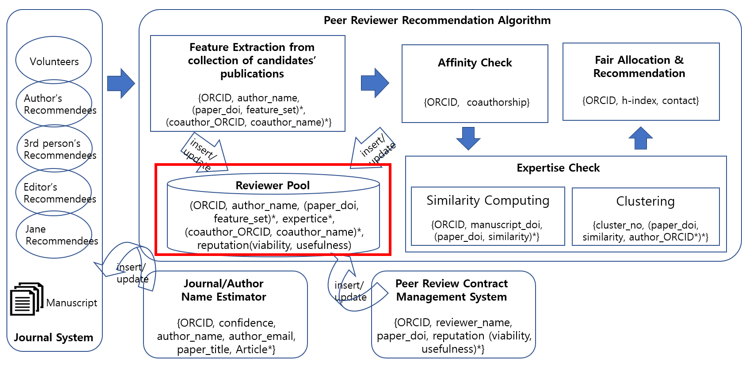 Peer Reviewer Recommendation Algorithm
Volunteers
Author's
Recommendees
3rd person's
Recommendees
Editor's
Recommendees
Jane
Recommendees
Manuscript
Journal System
Feature Extraction from
collection of candidates'
publications
{ORCID, author_name,
(paper_doi, feature_set)*,
(coauthor_ORCID, coauthor_name)*}
Affinity Check
{ORCID, coauthorship}
Fair Allocation &
Recommendation
{ORCID, h-index, contact}
insert/
update
insert/
update
Expertise Check
Similarity Computing
{ORCID, manuscript_doi,
(paper_doi, similarity)*}
Clustering
{cluster_no, (paper_doi,
similarity, author_ORCID*)*}
Reviewer Pool
(ORCID, author_name, (paper_doi,
feature_set)*, expertice*,
(coauthor_ORCID, coauthor_name)*,
reputation(viability, usefulness)
insert/
update
insert/
update
Journal/Author
Name Estimator
{ORCID, confidence,
author_name, author_email,
paper_title, Article*}
Peer Review Contract
Management System
{ORCID, reviewer_name,
paper_doi, reputation (viability,
usefulness)*}